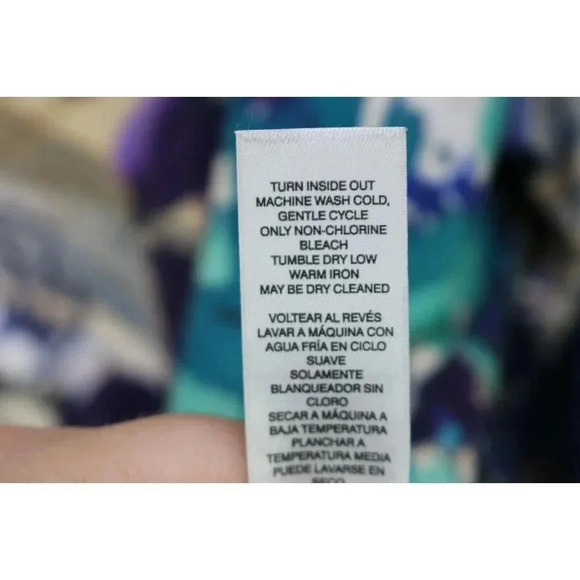 TURN INSIDE OUT
MACHINE WASH COLD,
GENTLE CYCLE
ONLY NON-CHLORINE
BLEACH
TUMBLE DRY LOW
WARM IRON
MAY BE DRY CLEANED
VOLTEAR AL REVÉS
LAVAR A MÁQUINA CON
AGUA FRÍA EN CICLO
SUAVE
SOLAMENTE
BLANQUEADOR SIN
CLORO
SECAR A MÁQUINA A
BAJA TEMPERATURA
PLANCHAR A
TEMPERATURA MEDIA
PUEDE LAVARSE EN
SECO